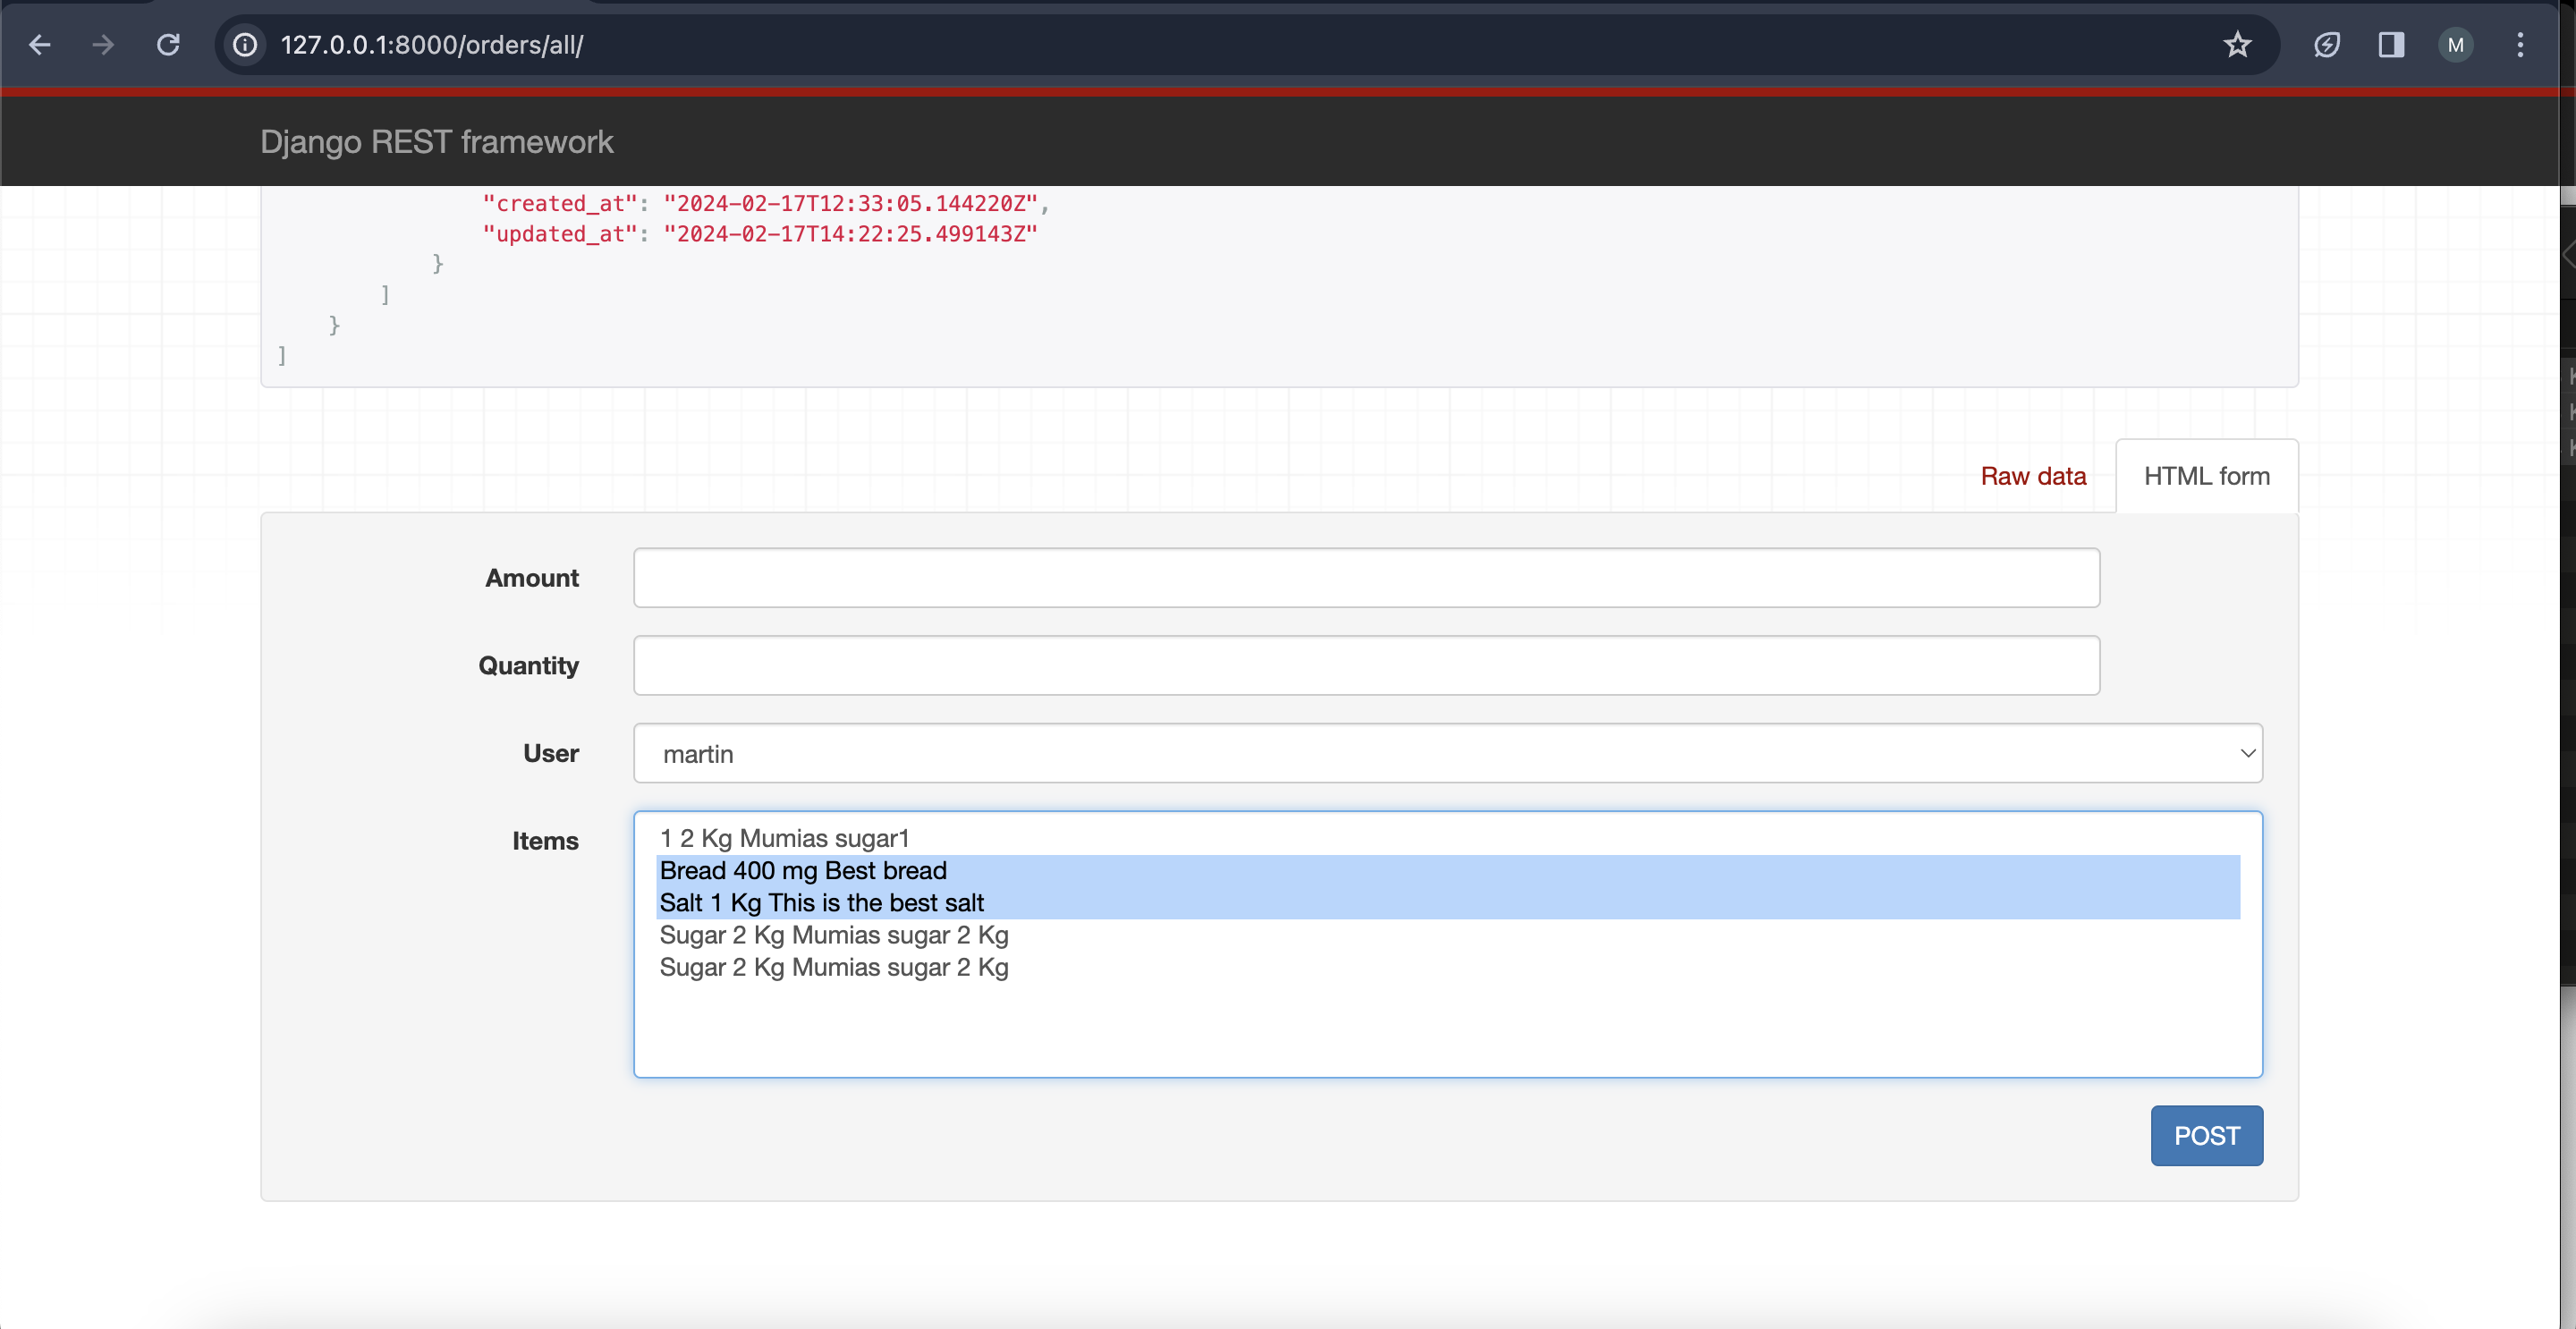 127.0.0.1:8000/orders/all/
M
Django REST framework
"created_at": "2024-02-17T12:33:05.144220Z",
"updated_at": "2024-02-17T14:22:25.499143Z"
}
]
}
]
Raw data
HTML form
Amount
Quantity
User
martin
Items
1 2 Kg Mumias sugar1
Bread 400 mg Best bread
Salt 1 Kg This is the best salt
Sugar 2 Kg Mumias sugar 2 Kg
Sugar 2 Kg Mumias sugar 2 Kg
POST